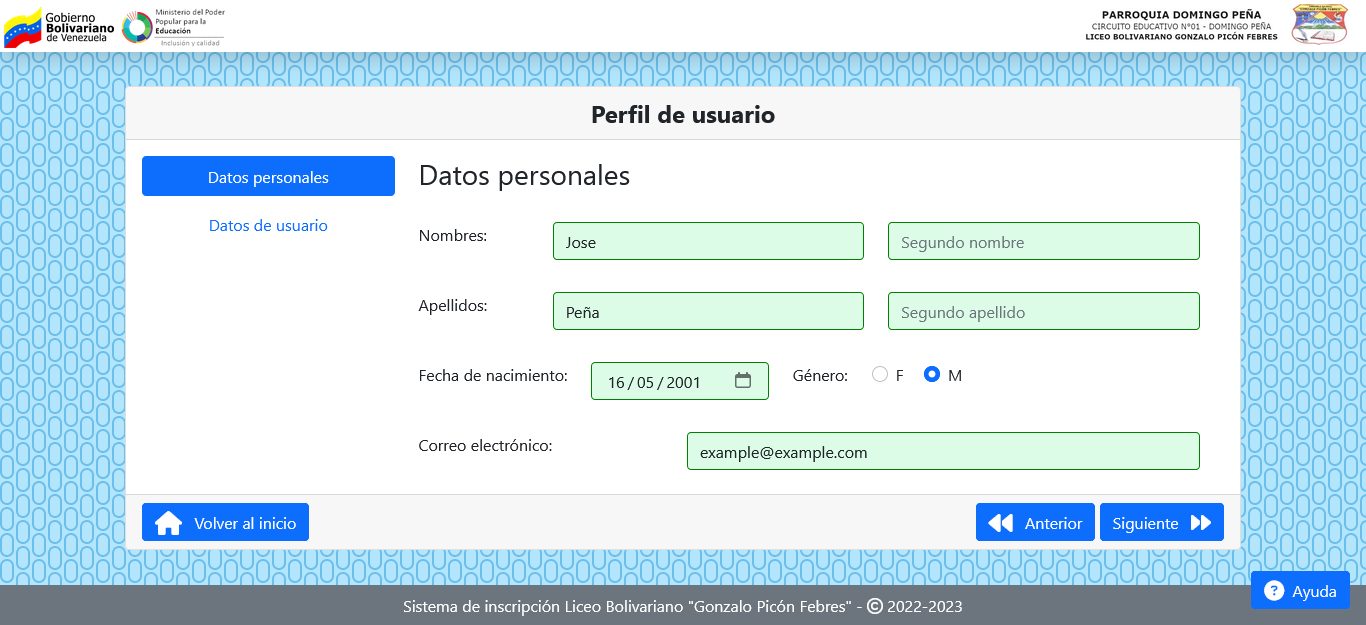 Gobierno
Bolivariano
de Venezuela
Ministerio del Poder
Popular para la
Educación
Inclusión y calidad
PARROQUIA DOMINGO PEÑA
CIRCUITO EDUCATIVO Nº01 - DOMINGO PEÑA
LICEO BOLIVARIANO GONZALO PICÓN FEBRES
Perfil de usuario
Datos personales
Datos de usuario
Datos personales
Nombres: Jose Segundo nombre
Apellidos: Peña Segundo apellido
Fecha de nacimiento: 16 / 05 / 2001 Género: F M
Correo electrónico: example@example.com
Volver al inicio Anterior Siguiente
Ayuda
Sistema de inscripción Liceo Bolivariano "Gonzalo Picón Febres" - © 2022-2023